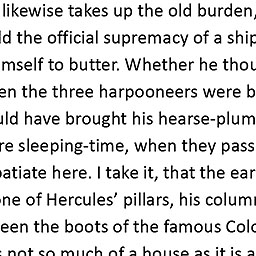 likewise takes up the old burden,
ld the official supremacy of a ship
mself to butter. Whether he thou
en the three harpooneers were b
uld have brought his hearse-plum
re sleeping-time, when they pass
patiate here. I take it, that the ear
one of Hercules’ pillars, his colum
een the boots of the famous Colo
s not so much of a house as it is a